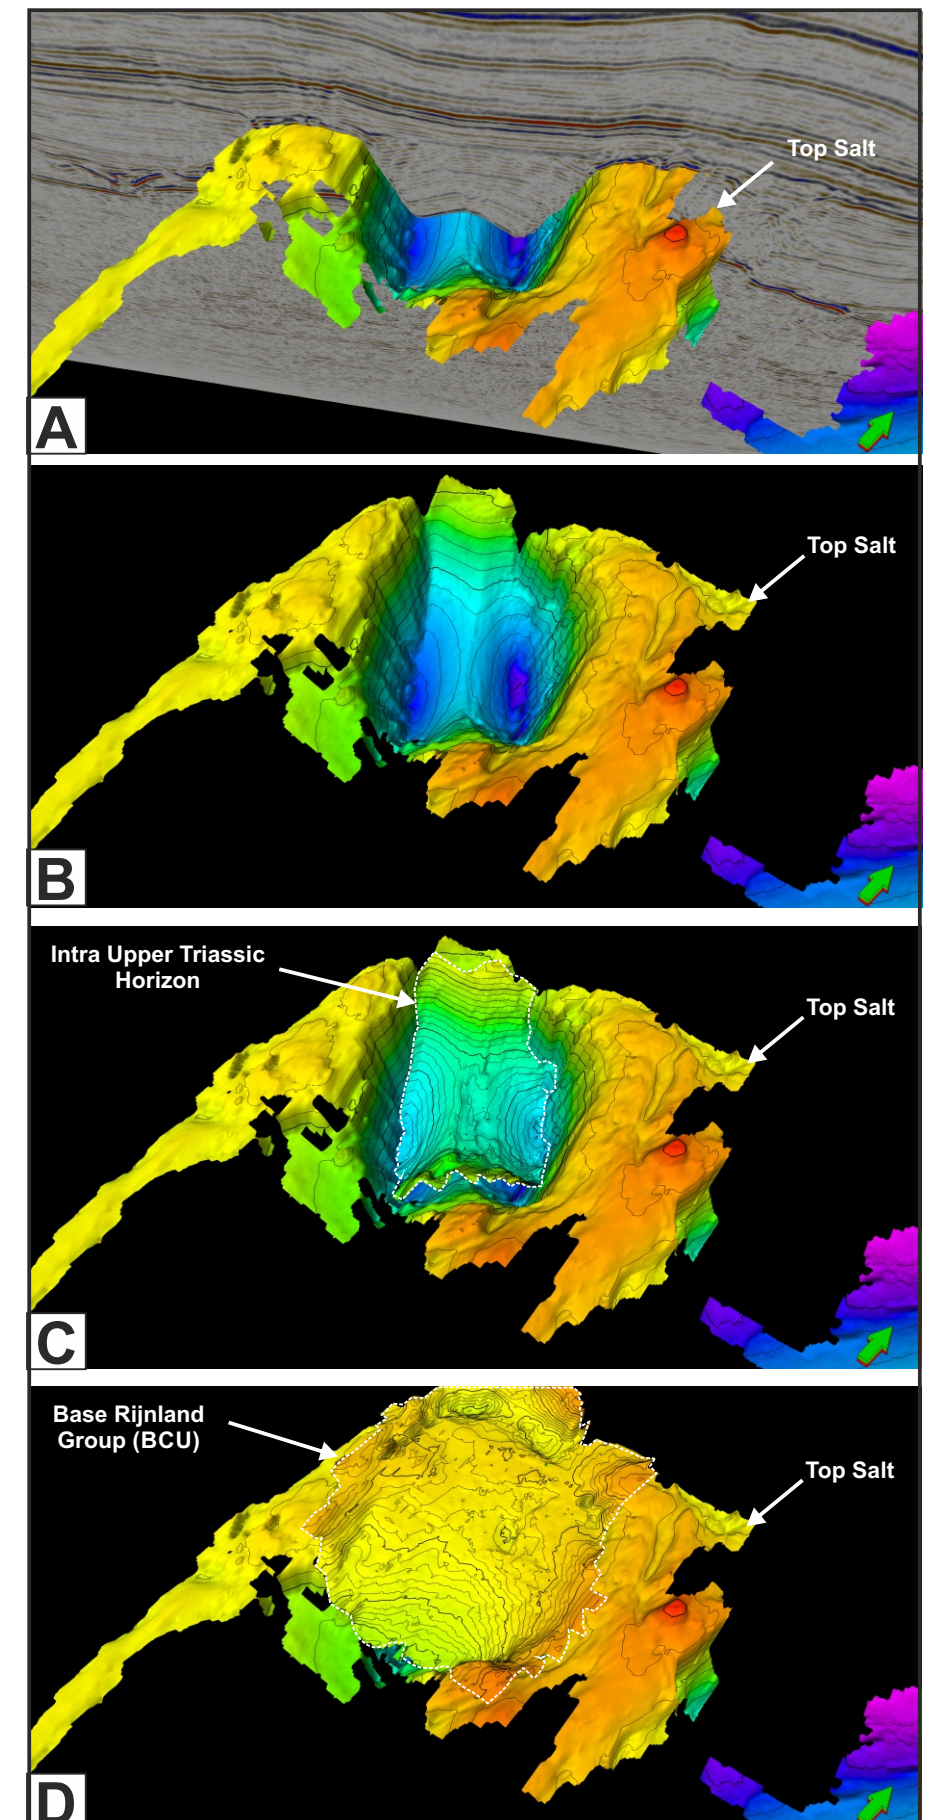 Top Salt
A
Top Salt
B
Intra Upper Triassic
Horizon
Top Salt
C
Base Rijnland
Group (BCU)
Top Salt
D